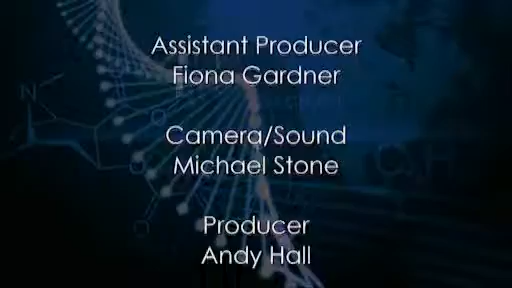 Assistant Producer
Fiona Gardner
Camera/Sound
Michael Stone
Producer
Andy Hall